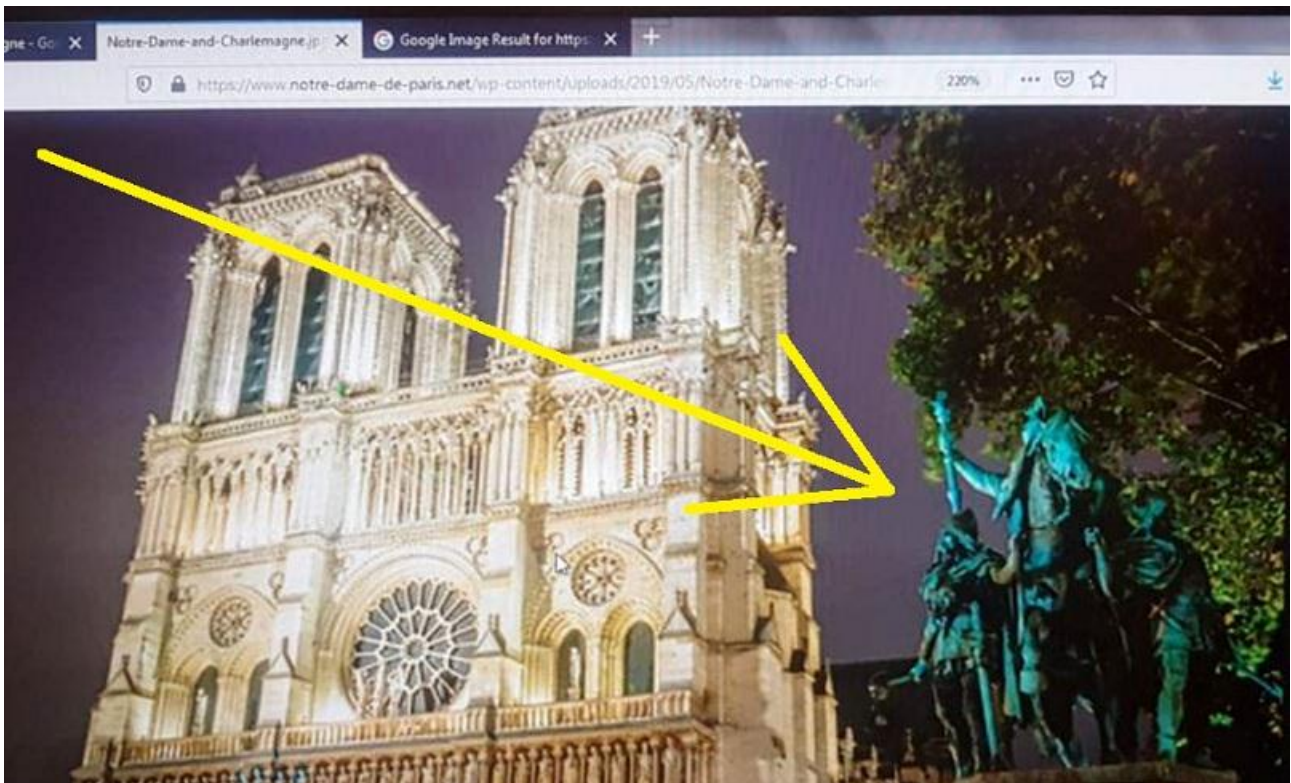 gne - Go Notre-Dame-and-Charlemagne.jp Google Image Result for https:
https://www.notre-dame-de-paris.net/wp-content/uploads/2019/05/Notre-Dame-and-Charle 220%